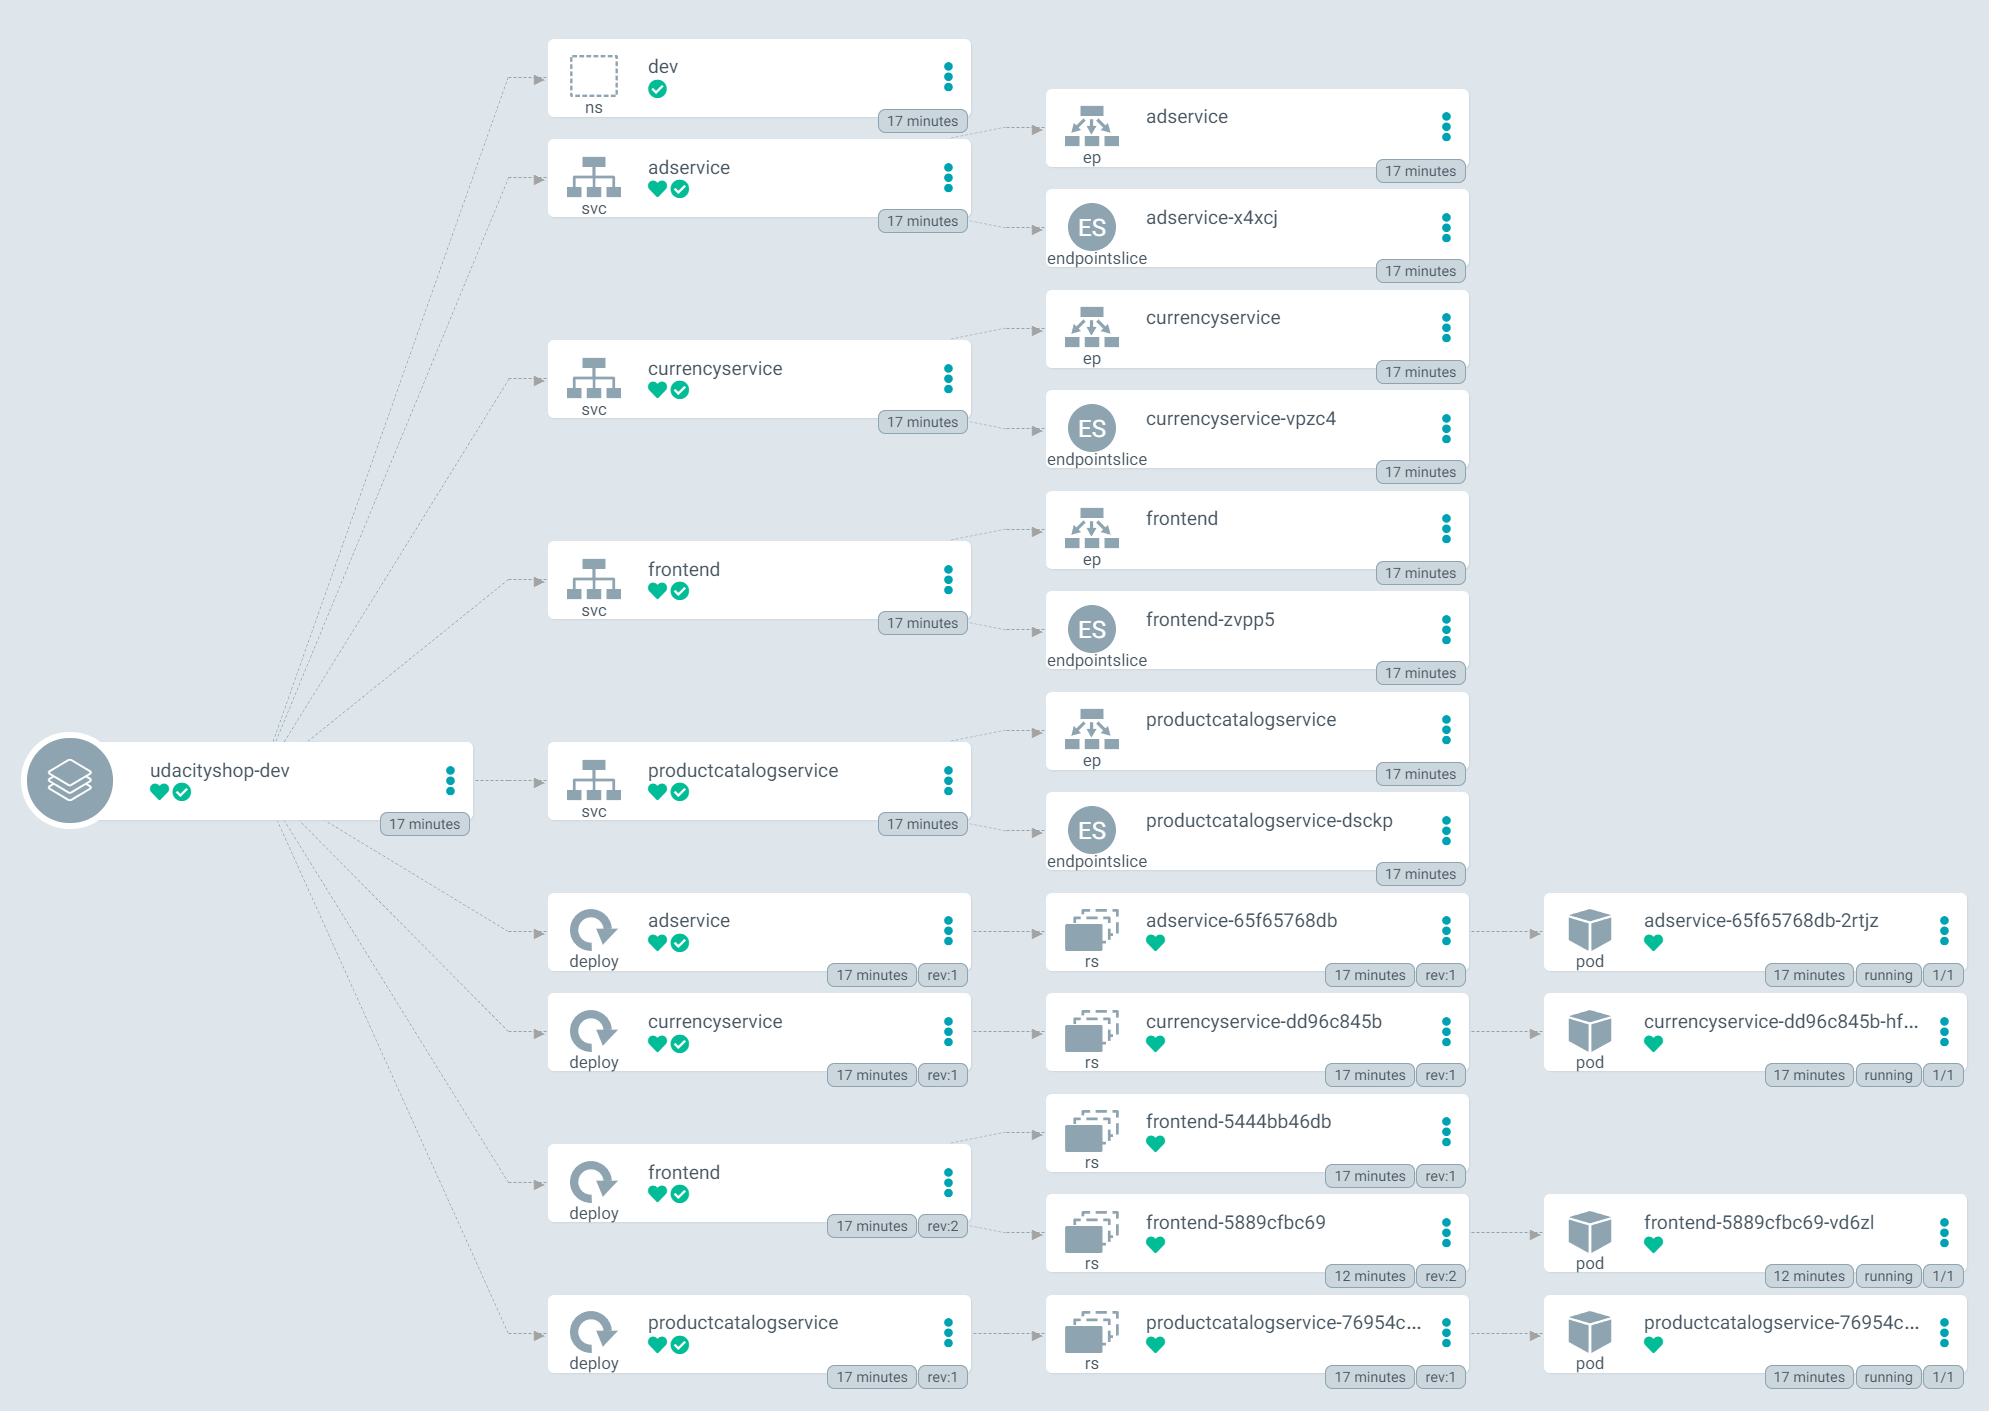 udacityshop-dev
17 minutes
dev
ns
17 minutes
adservice
svc
17 minutes
currencyservice
svc
17 minutes
frontend
svc
17 minutes
productcatalogservice
svc
17 minutes
adservice
deploy
17 minutes rev:1
currencyservice
deploy
17 minutes rev:1
frontend
deploy
17 minutes rev:2
productcatalogservice
deploy
17 minutes rev:1
adservice
ep
17 minutes
ES
adservice-x4xcj
endpointslice
17 minutes
currencyservice
ep
17 minutes
ES
currencyservice-vpzc4
endpointslice
17 minutes
frontend
ep
17 minutes
ES
frontend-zvpp5
endpointslice
17 minutes
productcatalogservice
ep
17 minutes
ES
productcatalogservice-dsckp
endpointslice
17 minutes
adservice-65f65768db
rs
17 minutes rev:1
currencyservice-dd96c845b
rs
17 minutes rev:1
frontend-5444bb46db
rs
17 minutes rev:1
frontend-5889cfbc69
rs
12 minutes rev:2
productcatalogservice-76954c...
rs
17 minutes rev:1
adservice-65f65768db-2rtjz
pod
17 minutes running 1/1
currencyservice-dd96c845b-hf...
pod
17 minutes running 1/1
frontend-5889cfbc69-vd6zl
pod
12 minutes running 1/1
productcatalogservice-76954c...
pod
17 minutes running 1/1